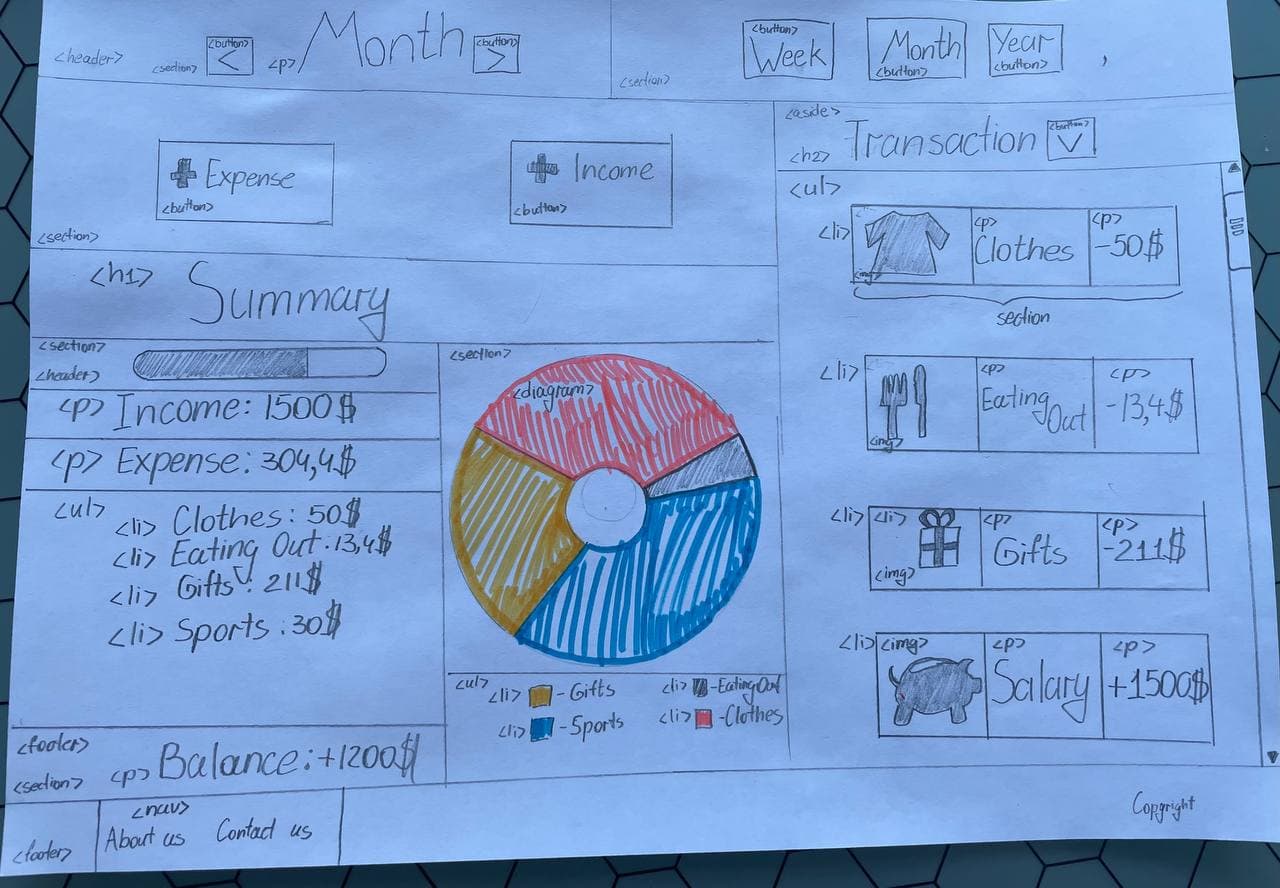 <header>
<section>
<button>
<
<p> Month
<button>
>
<section>
<button>
Week
Month
<button>
Year
<button>
<section>
Expense
<button>
Income
<button>
<aside>
<h2> Transaction
<button>
<h1> Summary
<section>
<header>
<p> Income: 1500$
<p> Expense: 304,4$
<ul>
<li> Clothes: 50$
<li> Eating Out: 13,4$
<li> Gifts: 211$
<li> Sports: 30$
<footer>
<section> <p> Balance: +1200$
<section>
<diagram>
<ul>
<li> - Gifts
<li> - Eating Out
<li> - Sports
<li> - Clothes
<ul>
<li>
<img>
<p>
Clothes
<p>
-50$
section
<li>
<img>
<p>
Eating
Out
<p>
-13,4$
<li> <li>
<img>
<p>
Gifts
<p>
-211$
<li> <img>
<p>
Salary
<p>
+1500$
<footer>
<nav>
About us Contact us
Copyright